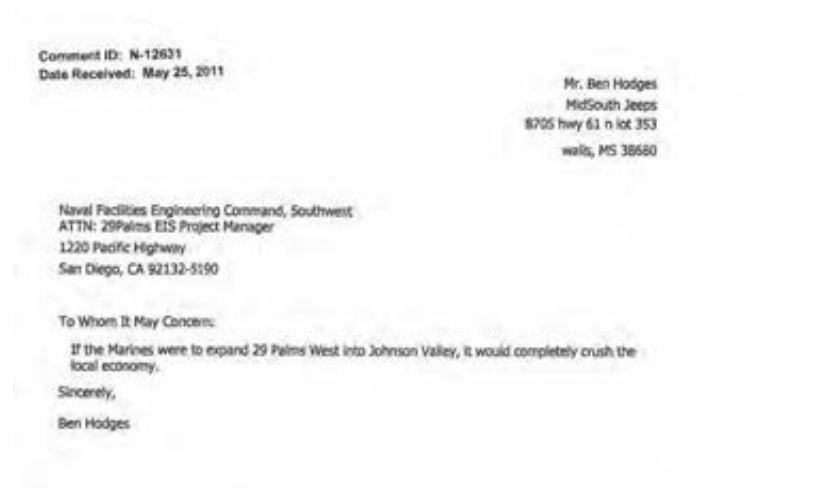 Comment ID: N-12631
Date Received: May 25, 2011
Mr. Ben Hodges
MidSouth Jeeps
8705 hwy 61 n lot 353
walls, MS 38680
Naval Facilities Engineering Command, Southwest
ATTN: 29Palms EIS Project Manager
1220 Pacific Highway
San Diego, CA 92132-5190
To Whom It May Concern:
If the Marines were to expand 29 Palms West into Johnson Valley, it would completely crush the
local economy.
Sincerely,
Ben Hodges